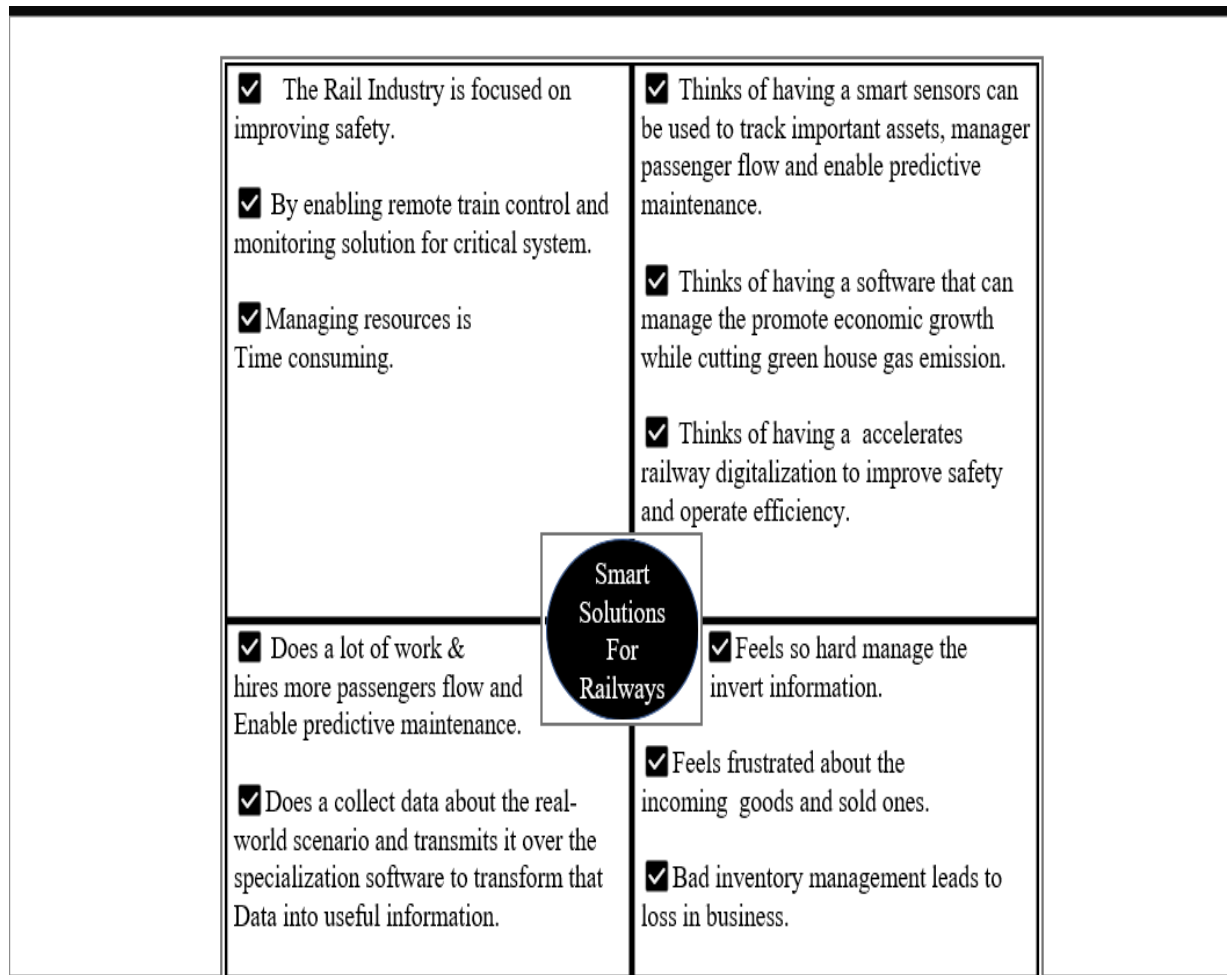 ☑ The Rail Industry is focused on
improving safety.
☑ By enabling remote train control and
monitoring solution for critical system.
☑ Managing resources is
Time consuming.
☑ Thinks of having a smart sensors can
be used to track important assets, manager
passenger flow and enable predictive
maintenance.
☑ Thinks of having a software that can
manage the promote economic growth
while cutting green house gas emission.
☑ Thinks of having a accelerates
railway digitalization to improve safety
and operate efficiency.
Smart
Solutions
For
Railways
☑ Does a lot of work &
hires more passengers flow and
Enable predictive maintenance.
☑ Does a collect data about the real-
world scenario and transmits it over the
specialization software to transform that
Data into useful information.
☑ Feels so hard manage the
invert information.
☑ Feels frustrated about the
incoming goods and sold ones.
☑ Bad inventory management leads to
loss in business.